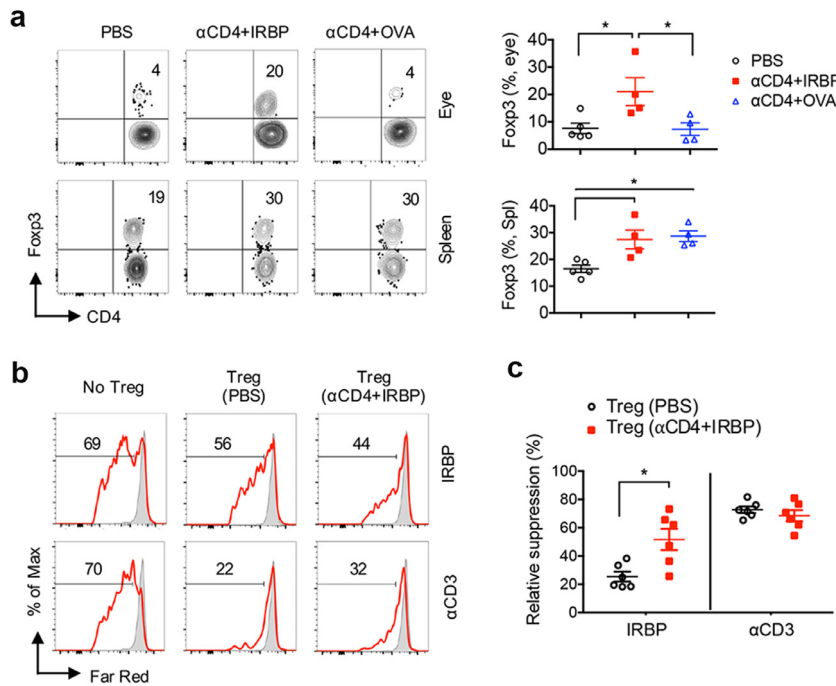 a
PBS
αCD4+IRBP
αCD4+OVA
4
20
4
Eye
19
30
30
Spleen
Foxp3
CD4
Foxp3 (%, eye)
40
30
20
10
0
*
*
PBS
αCD4+IRBP
αCD4+OVA
Foxp3 (%, Spl)
40
30
20
10
0
*
b
No Treg
Treg
(PBS)
Treg
(αCD4+IRBP)
69
56
44
IRBP
70
22
32
αCD3
% of Max
Far Red
c
Treg (PBS)
Treg (αCD4+IRBP)
Relative suppression (%)
100
80
60
40
20
0
*
IRBP
αCD3